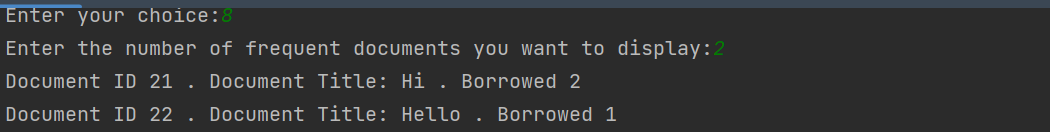 Enter your choice:8
Enter the number of frequent documents you want to display:2
Document ID 21 . Document Title: Hi . Borrowed 2
Document ID 22 . Document Title: Hello . Borrowed 1